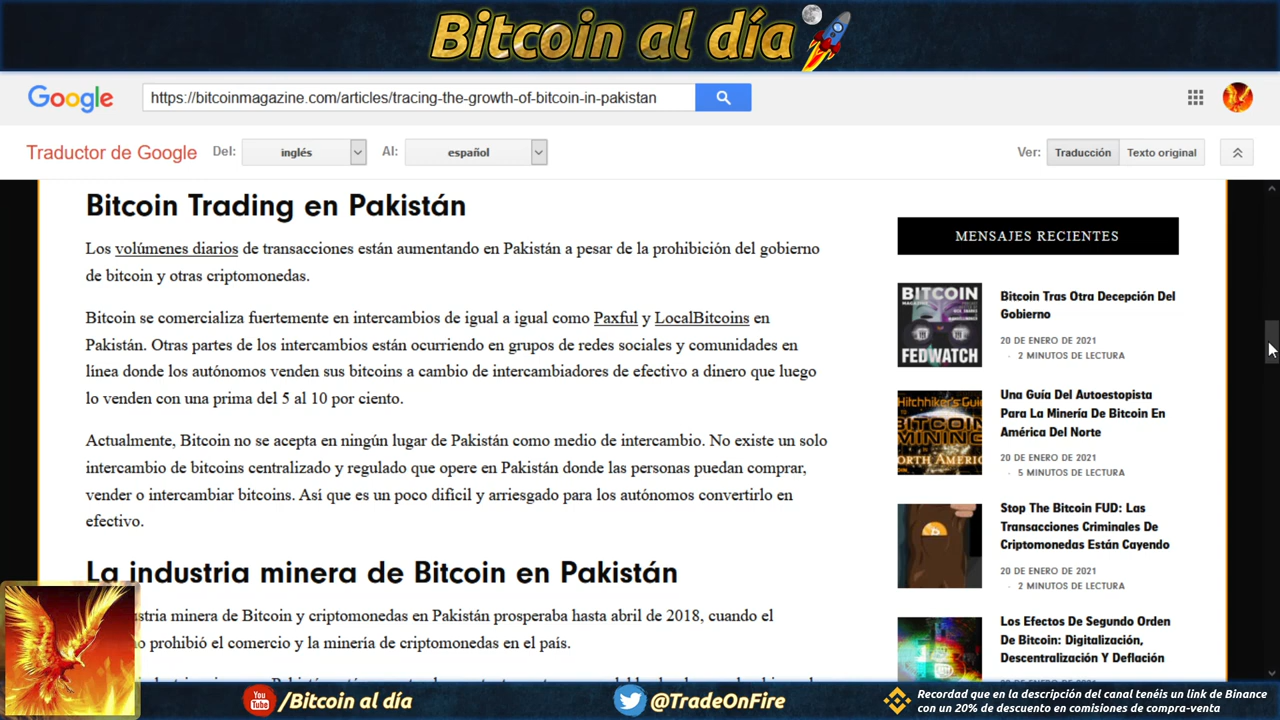 Bitcoin al día
Google
https://bitcoinmagazine.com/articles/tracing-the-growth-of-bitcoin-in-pakistan
Traductor de Google
Del:
inglés
Al:
español
Ver:
Traducción
Texto original
Bitcoin Trading en Pakistán
Los volúmenes diarios de transacciones están aumentando en Pakistán a pesar de la prohibición del gobierno
de bitcoin y otras criptomonedas.
Bitcoin se comercializa fuertemente en intercambios de igual a igual como Paxful y LocalBitcoins en
Pakistán. Otras partes de los intercambios están ocurriendo en grupos de redes sociales y comunidades en
línea donde los autónomos venden sus bitcoins a cambio de intercambiadores de efectivo a dinero que luego
lo venden con una prima del 5 al 10 por ciento.
Actualmente, Bitcoin no se acepta en ningún lugar de Pakistán como medio de intercambio. No existe un solo
intercambio de bitcoins centralizado y regulado que opere en Pakistán donde las personas puedan comprar,
vender o intercambiar bitcoins. Así que es un poco difícil y arriesgado para los autónomos convertirlo en
efectivo.
La industria minera de Bitcoin en Pakistán
stria minera de Bitcoin y criptomonedas en Pakistán prosperaba hasta abril de 2018, cuando el
o prohibió el comercio y la minería de criptomonedas en el país.
MENSAJES RECIENTES
BITCOIN
FEDWATCH
Bitcoin Tras Otra Decepción Del
Gobierno
20 DE ENERO DE 2021
· 2 MINUTOS DE LECTURA
Hitchhiker's Gui
BITCOIN
MINING
NORTH AMERIC
Una Guía Del Autoestopista
Para La Minería De Bitcoin En
América Del Norte
20 DE ENERO DE 2021
· 5 MINUTOS DE LECTURA
Stop The Bitcoin FUD: Las
Transacciones Criminales De
Criptomonedas Están Cayendo
20 DE ENERO DE 2021
· 2 MINUTOS DE LECTURA
Los Efectos De Segundo Orden
De Bitcoin: Digitalización,
Descentralización Y Deflación
You Tube
/Bitcoin al día
@TradeOnFire
Recordad que en la descripción del canal tenéis un link de Binance
con un 20% de descuento en comisiones de compra-venta